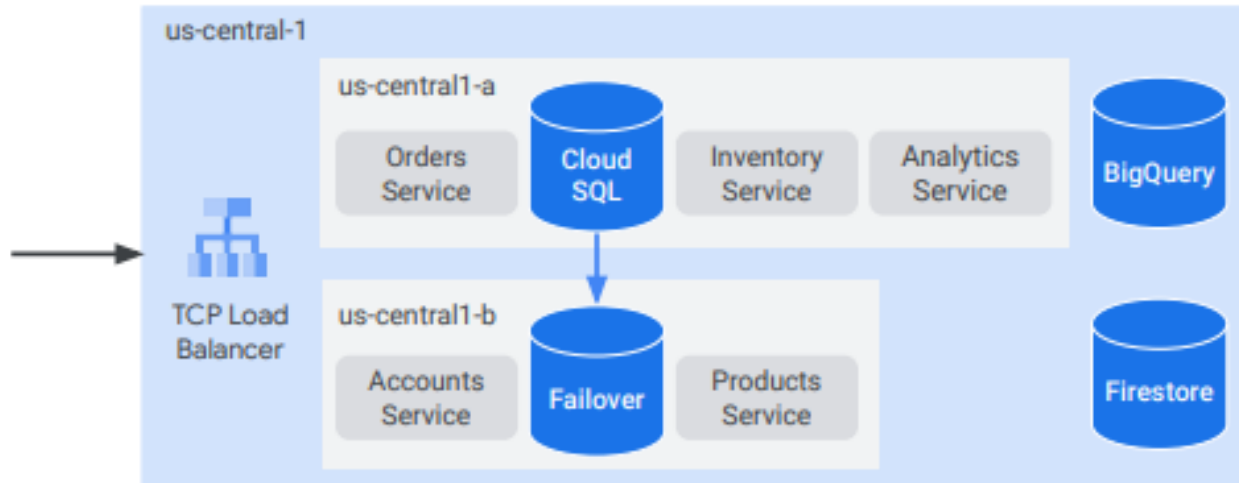 us-central-1
us-central1-a
Orders
Service
Cloud
SQL
Inventory
Service
Analytics
Service
BigQuery
TCP Load
Balancer
us-central1-b
Accounts
Service
Failover
Products
Service
Firestore